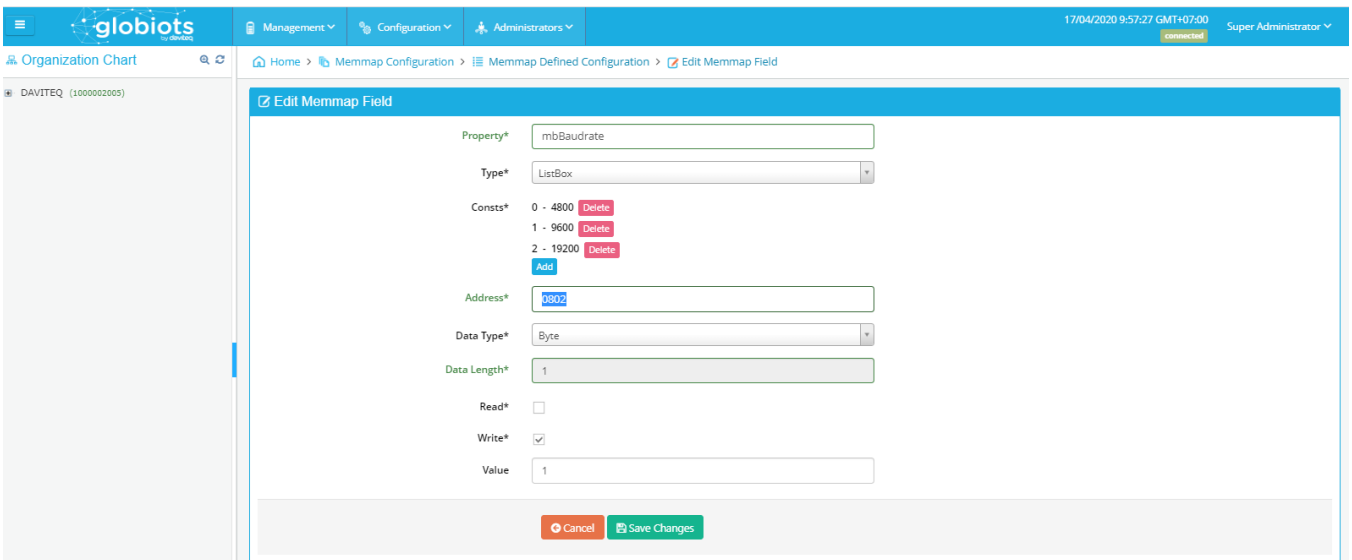 globiots
by daviteq
Management
Configuration
Administrators
17/04/2020 9:57:27 GMT+07:00
connected
Super Administrator
Organization Chart
DAVITEQ (1000002005)
Home > Memmap Configuration > Memmap Defined Configuration > Edit Memmap Field
Edit Memmap Field
Property* mbBaudrate
Type* ListBox
Consts* 0 - 4800 Delete
1 - 9600 Delete
2 - 19200 Delete
Add
Address* 0802
Data Type* Byte
Data Length* 1
Read*
Write*
Value 1
Cancel Save Changes